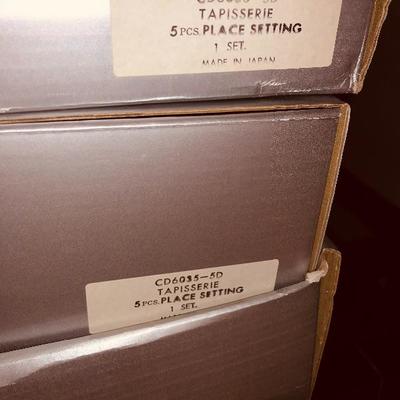 TAPISSERIE
5 PCS. PLACE SETTING
1 SET.
MADE IN JAPAN
CD6035-5D
TAPISSERIE
5 PCS. PLACE SETTING
1 SET.